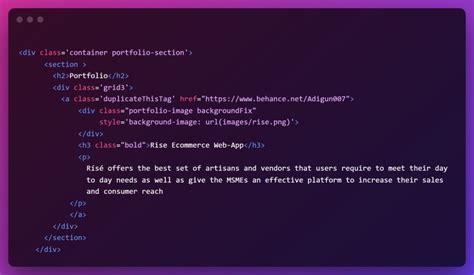 <div class='container portfolio-section'>
<section >
<h2>Portfolio</h2>
<div class='grid3'>
<a class='duplicateThisTag' href="https://www.behance.net/Adigun007">
<div class="portfolio-image backgroundFix"
style='background-image: url(images/rise.png)'>
</div>
<h3 class="bold">Rise Ecommerce Web-App</h3>
<p>
Risé offers the best set of artisans and vendors that users require to meet their day
to day needs as well as give the MSMEs an effective platform to increase their sales
and consumer reach
</p>
</a>
</div>
</section>
</div>